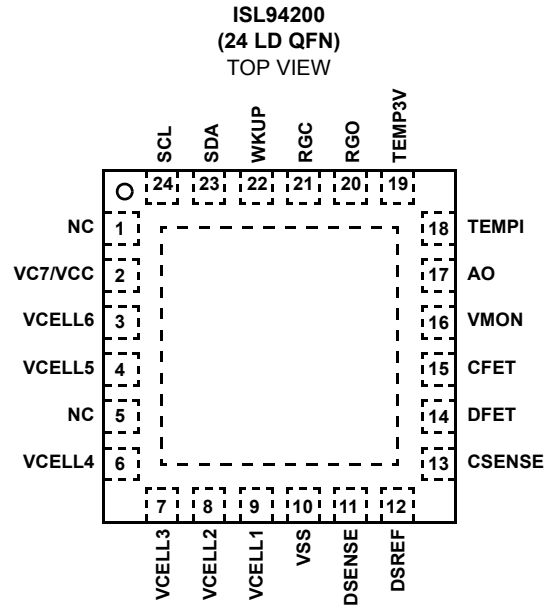 ISL94200
(24 LD QFN)
TOP VIEW
SCL
SDA
WKUP
RGC
RGO
TEMP3V
24
23
22
21
20
19
NC
1
18
TEMPI
VC7/VCC
2
17
AO
VCELL6
3
16
VMON
VCELL5
4
15
CFET
NC
5
14
DFET
VCELL4
6
13
CSENSE
7
8
9
10
11
12
VCELL3
VCELL2
VCELL1
VSS
DSENSE
DSREF